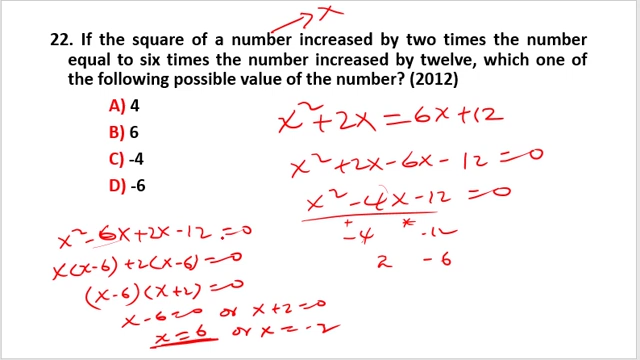 x
22. If the square of a number increased by two times the number
equal to six times the number increased by twelve, which one of
the following possible value of the number? (2012)
A) 4
B) 6
C) -4
D) -6
x² + 2x = 6x + 12
x² + 2x - 6x - 12 = 0
x² - 4x - 12 = 0
+ *
-4 -12
2 -6
x² - 6x + 2x - 12 = 0
x(x-6) + 2(x-6) = 0
(x-6)(x+2) = 0
x-6=0 or x+2=0
x=6 or x=-2